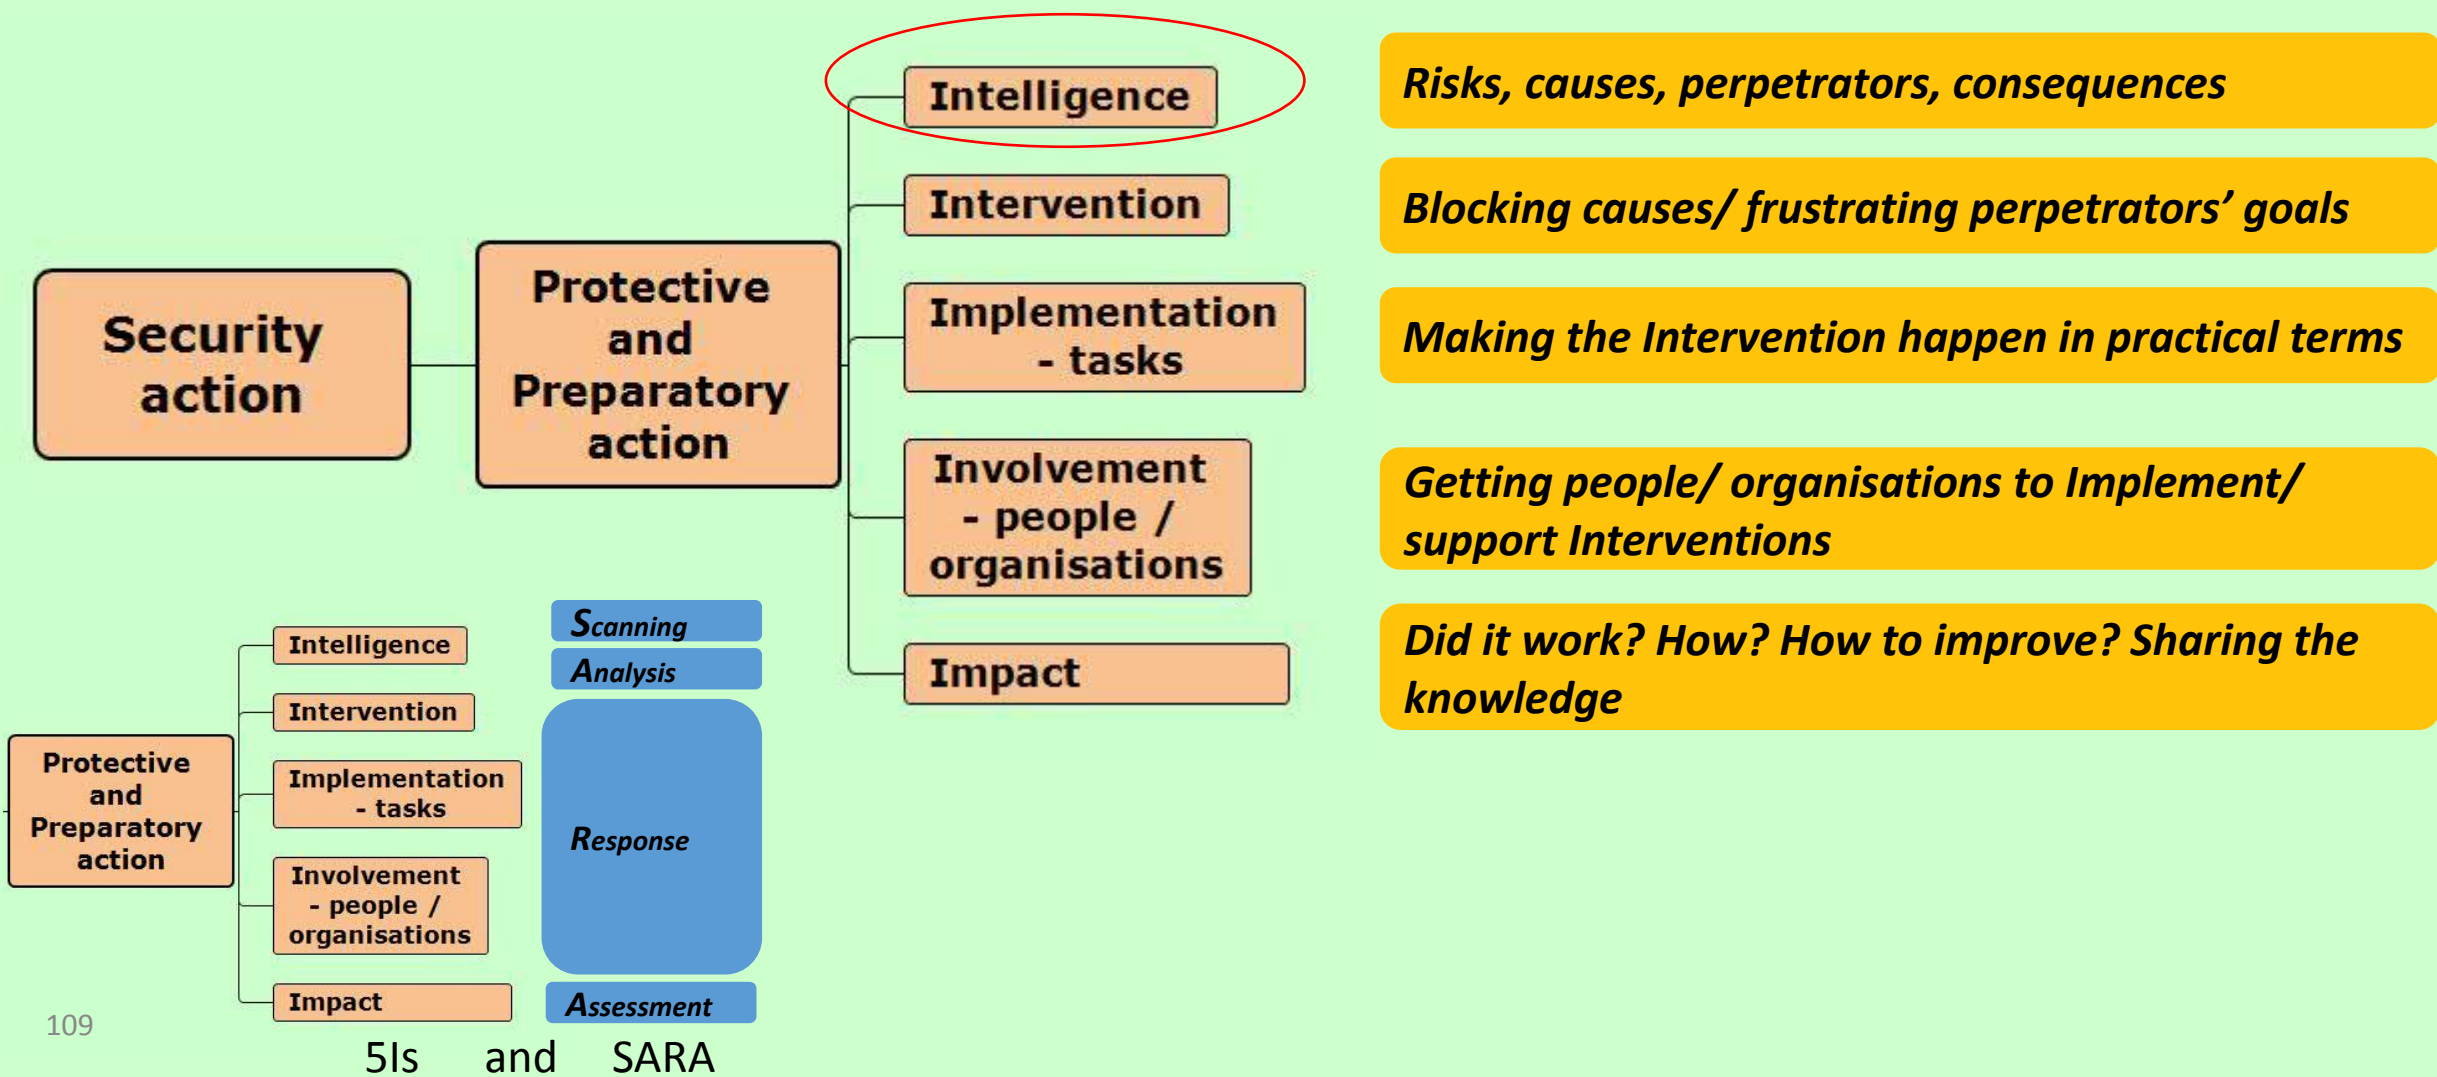 Security
action
Protective
and
Preparatory
action
Intelligence
Risks, causes, perpetrators, consequences
Intervention
Blocking causes/ frustrating perpetrators’ goals
Implementation
- tasks
Making the Intervention happen in practical terms
Involvement
- people /
organisations
Getting people/ organisations to Implement/
support Interventions
Impact
Did it work? How? How to improve? Sharing the
knowledge
Protective
and
Preparatory
action
Intelligence
Intervention
Implementation
- tasks
Involvement
- people /
organisations
Impact
Scanning
Analysis
Response
Assessment
109
5Is and SARA